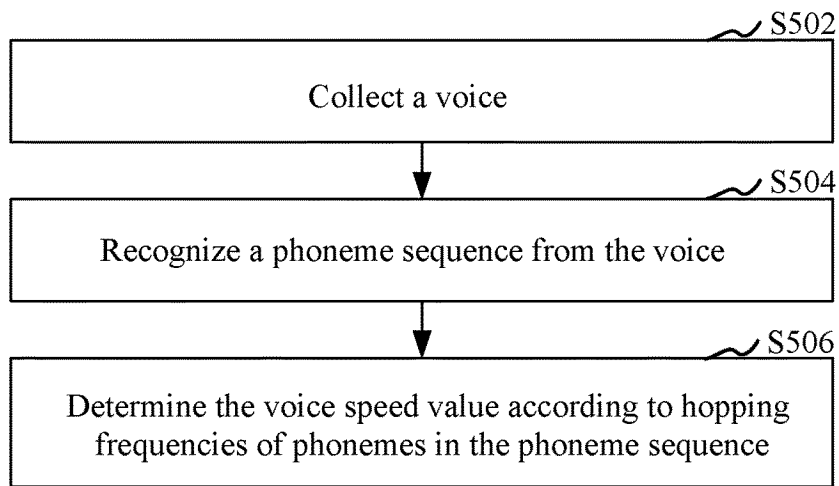 S502
Collect a voice
S504
Recognize a phoneme sequence from the voice
S506
Determine the voice speed value according to hopping
frequencies of phonemes in the phoneme sequence